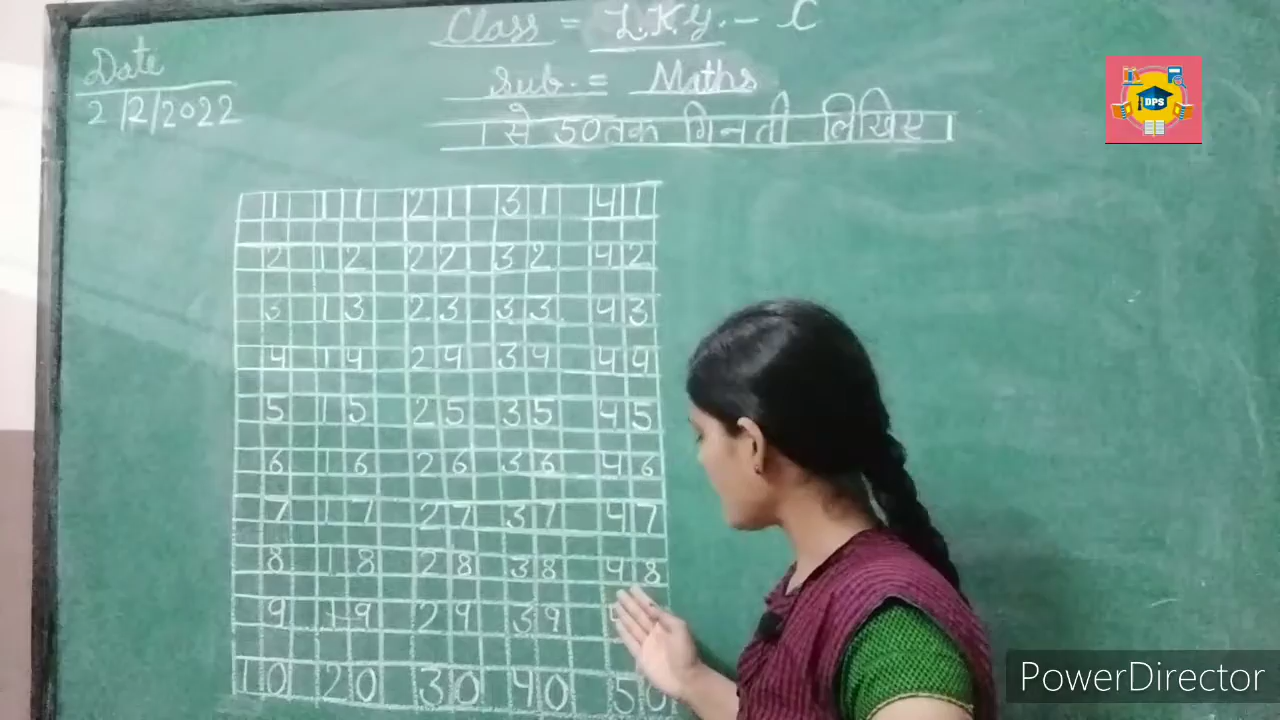 Class = L.K.G. - C
Date
2/2/2022
Sub. = Maths
1 से 50 तक गिनती लिखिए
DPS
1 11 21 31 41
2 12 22 32 42
3 13 23 33 43
4 14 24 34 44
5 15 25 35 45
6 16 26 36 46
7 17 27 37 47
8 18 28 38 48
9 19 29 39
10 20 30 40 50
PowerDirector